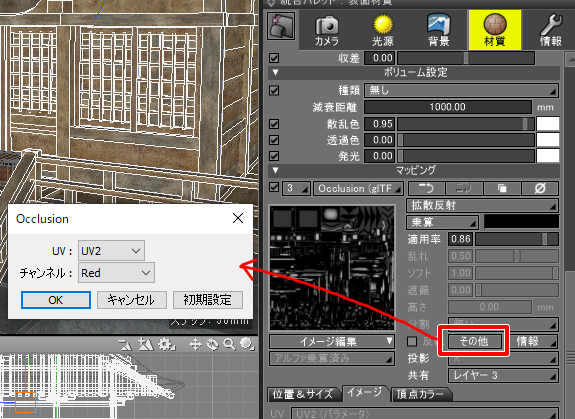 統合パレット：表面材質
カメラ 光源 背景 材質 情報
収差 0.00
ボリューム設定
種類 無し
減衰距離 1000.00 mm
散乱色 0.95
透過色 0.00
発光 0.00
マッピング
3 Occlusion (glTF
拡散反射
乗算
適用率 0.86
乱れ 0.50
ソフト 1.00
遮蔽 0.00
高さ 0.00 mm
分割
その他 情報
イメージ編集
アルファ乗算済み
投影
共有 レイヤー 3
位置＆サイズ イメージ 頂点カラー
UV UV2 (パラメータ)
Occlusion
UV： UV2
チャンネル： Red
OK キャンセル 初期設定